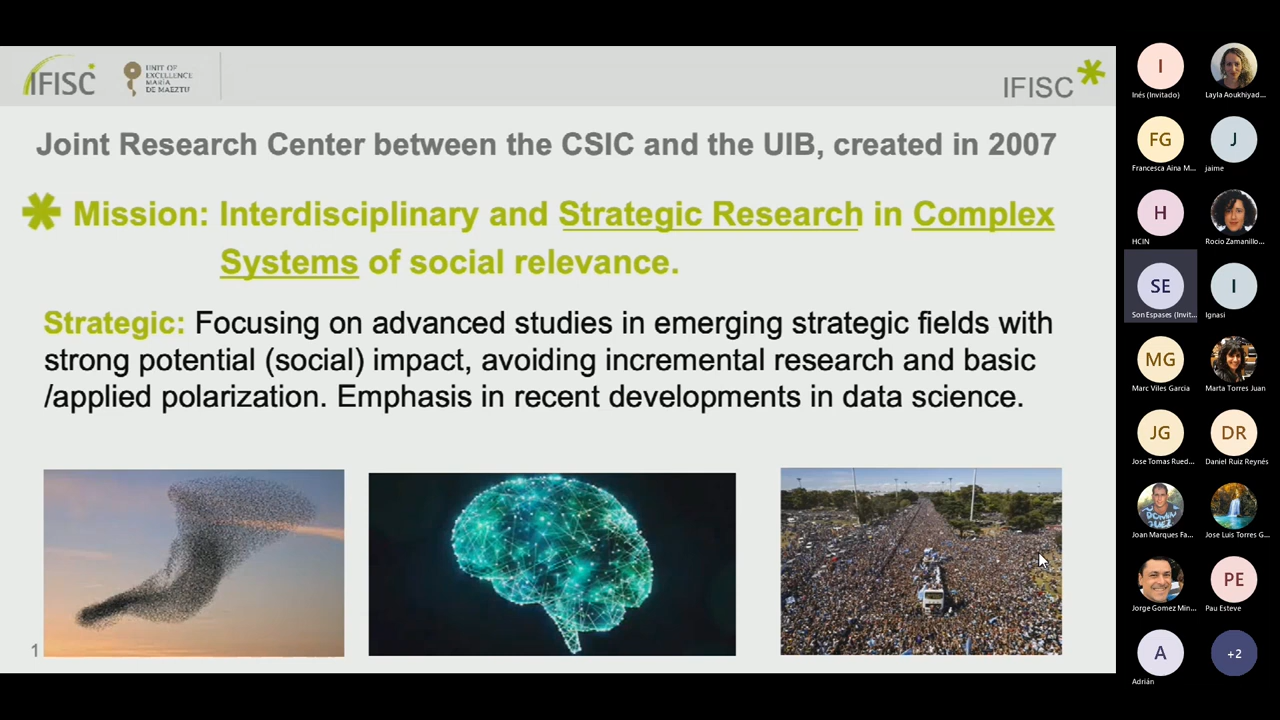 IFISC
UNIT OF
EXCELLENCE
MARÍA
DE MAEZTU
IFISC
Joint Research Center between the CSIC and the UIB, created in 2007
Mission: Interdisciplinary and Strategic Research in Complex
Systems of social relevance.
Strategic: Focusing on advanced studies in emerging strategic fields with
strong potential (social) impact, avoiding incremental research and basic
/applied polarization. Emphasis in recent developments in data science.
1
I
Inés (Invitado)
Layla Aoukhiyad...
FG
Francesca Aina M...
J
jaime
H
HCIN
Rocio Zamanillo...
SE
Son Espases (Invit...
I
Ignasi
MG
Marc Viles Garcia
Marta Torres Juan
JG
Jose Tomas Rued...
DR
Daniel Ruiz Reynés
Joan Marques Fa...
Jose Luis Torres G...
Jorge Gomez Min...
PE
Pau Esteve
A
Adrián
+2